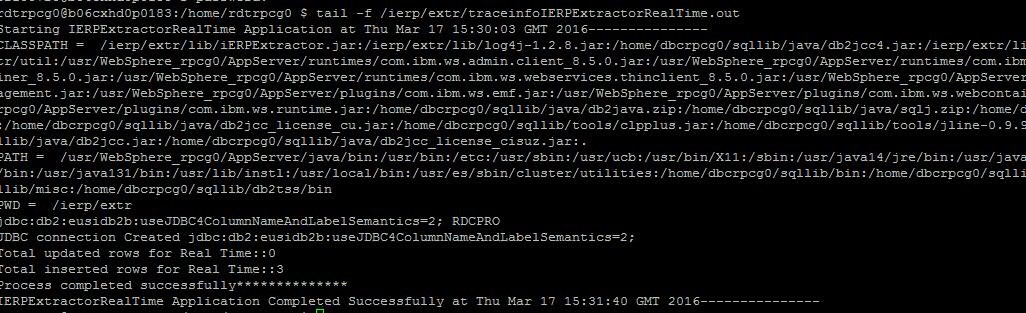 rdtrpcg0@b06cxhd0p0183:/home/rdtrpcg0 $ tail -f /ierp/extr/traceinfoIERPExtractorRealTime.out
Starting IERPExtractorRealTime Application at Thu Mar 17 15:30:03 GMT 2016---------------
CLASSPATH =  /ierp/extr/lib/iERPExtractor.jar:/ierp/extr/lib/log4j-1.2.8.jar:/home/dbcrpcg0/sqllib/java/db2jcc4.jar:/ierp/extr/li
tr/util:/usr/WebSphere_rpcg0/AppServer/runtimes/com.ibm.ws.admin.client_8.5.0.jar:/usr/WebSphere_rpcg0/AppServer/runtimes/com.ibm
iner_8.5.0.jar:/usr/WebSphere_rpcg0/AppServer/runtimes/com.ibm.ws.webservices.thinclient_8.5.0.jar:/usr/WebSphere_rpcg0/AppServer
agement.jar:/usr/WebSphere_rpcg0/AppServer/plugins/com.ibm.ws.emf.jar:/usr/WebSphere_rpcg0/AppServer/plugins/com.ibm.ws.webcontai
rpcg0/AppServer/plugins/com.ibm.ws.runtime.jar:/home/dbcrpcg0/sqllib/java/db2java.zip:/home/dbcrpcg0/sqllib/java/sqlj.zip:/home/d
:/home/dbcrpcg0/sqllib/java/db2jcc_license_cu.jar:/home/dbcrpcg0/sqllib/tools/clpplus.jar:/home/dbcrpcg0/sqllib/tools/jline-0.9.9
llib/java/db2jcc.jar:/home/dbcrpcg0/sqllib/java/db2jcc_license_cisuz.jar:.
PATH =  /usr/WebSphere_rpcg0/AppServer/java/bin:/usr/bin:/etc:/usr/sbin:/usr/ucb:/usr/bin/X11:/sbin:/usr/java14/jre/bin:/usr/java
/bin:/usr/java131/bin:/usr/lib/instl:/usr/local/bin:/usr/es/sbin/cluster/utilities:/home/dbcrpcg0/sqllib/bin:/home/dbcrpcg0/sqlli
llib/misc:/home/dbcrpcg0/sqllib/db2tss/bin
PWD =  /ierp/extr
jdbc:db2:eusidb2b:useJDBC4ColumnNameAndLabelSemantics=2; RDCPRO
JDBC connection Created jdbc:db2:eusidb2b:useJDBC4ColumnNameAndLabelSemantics=2;
Total updated rows for Real Time::0
Total inserted rows for Real Time::3
Process completed successfully**************
IERPExtractorRealTime Application Completed Successfully at Thu Mar 17 15:31:40 GMT 2016---------------